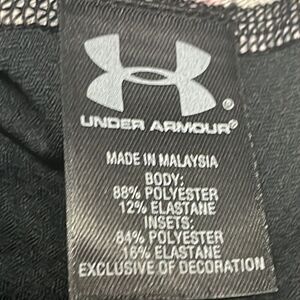 UNDER ARMOUR®
MADE IN MALAYSIA
BODY:
88% POLYESTER
12% ELASTANE
INSETS:
84% POLYESTER
16% ELASTANE
EXCLUSIVE OF DECORATION